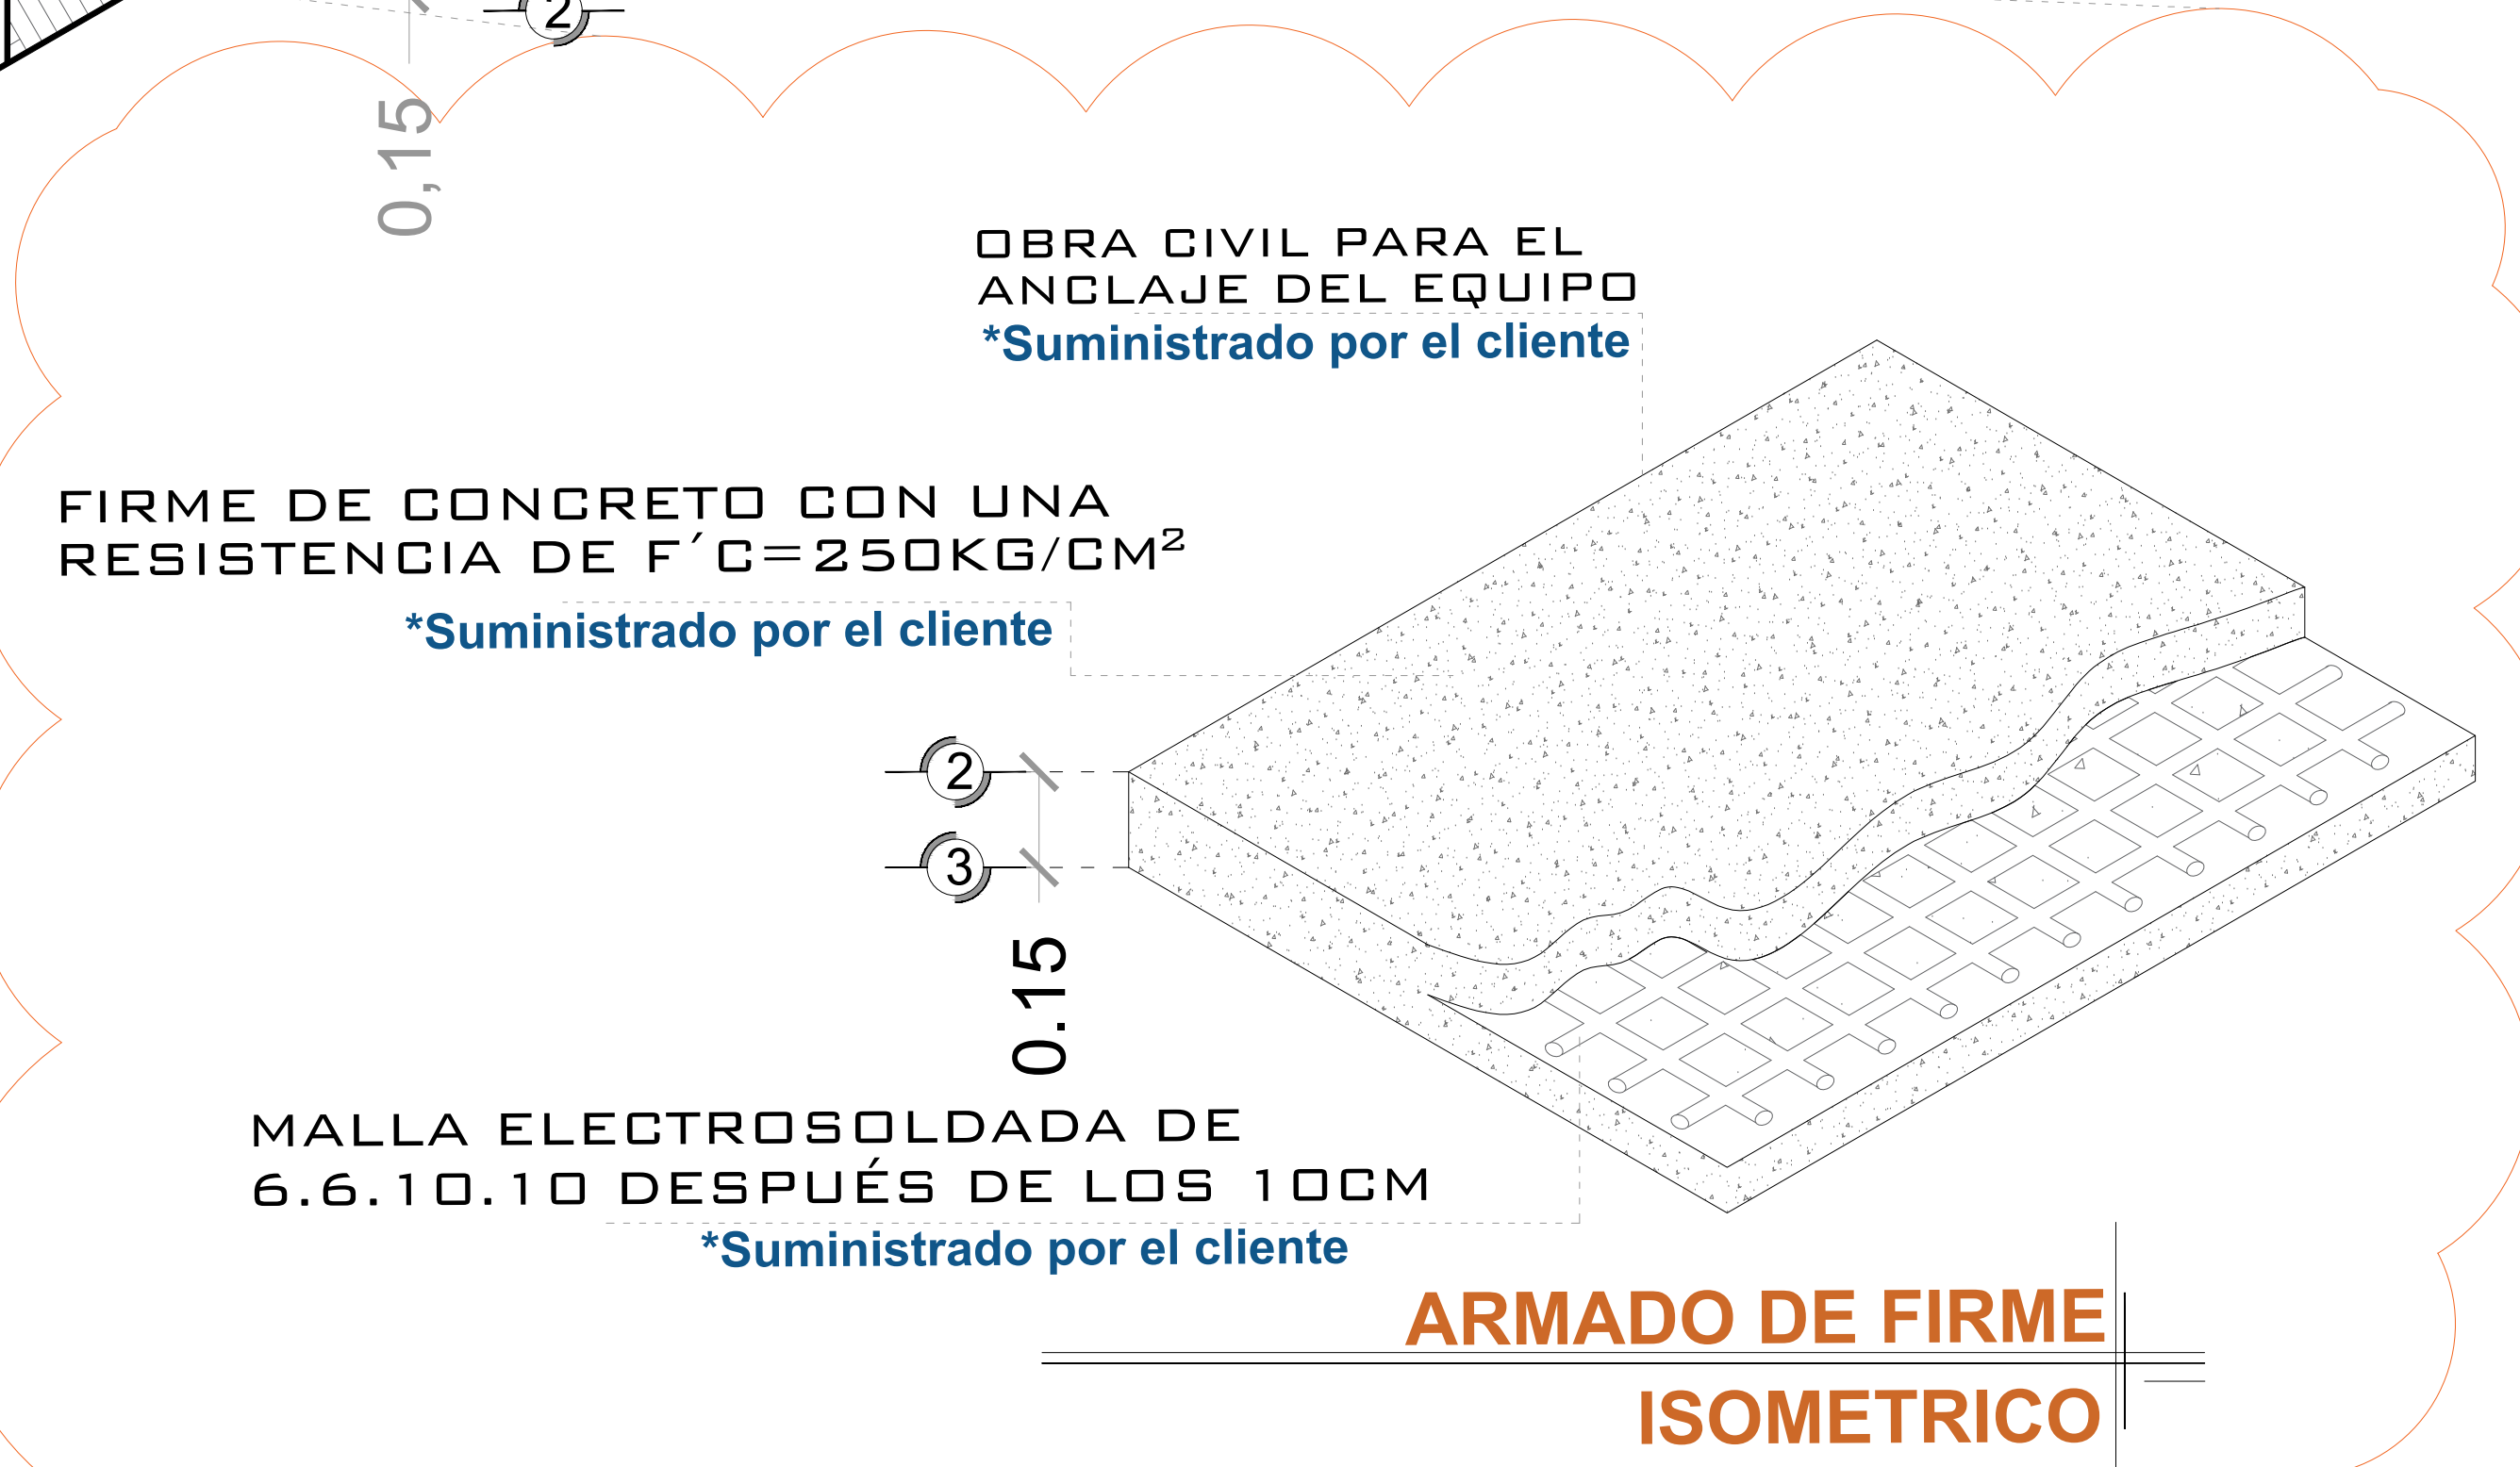 2
0,15
OBRA CIVIL PARA EL
ANCLAJE DEL EQUIPO
*Suministrado por el cliente
FIRME DE CONCRETO CON UNA
RESISTENCIA DE F´C=250KG/CM²
*Suministrado por el cliente
2
3
0.15
MALLA ELECTROSOLDADA DE
6.6.10.10 DESPUÉS DE LOS 10CM
*Suministrado por el cliente
ARMADO DE FIRME
ISOMETRICO